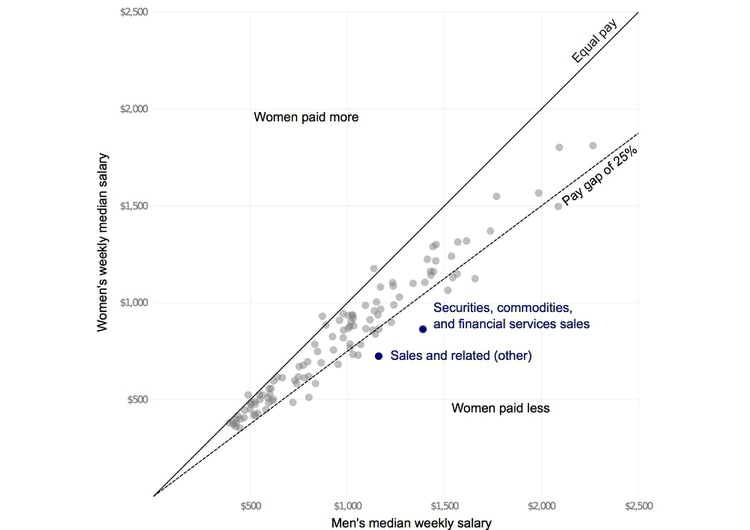 $2,500
Equal pay
$2,000
Women paid more
Pay gap of 25%
$1,500
Women's weekly median salary
$1,000
Securities, commodities,
and financial services sales
Sales and related (other)
$500
Women paid less
$500 $1,000 $1,500 $2,000 $2,500
Men's median weekly salary